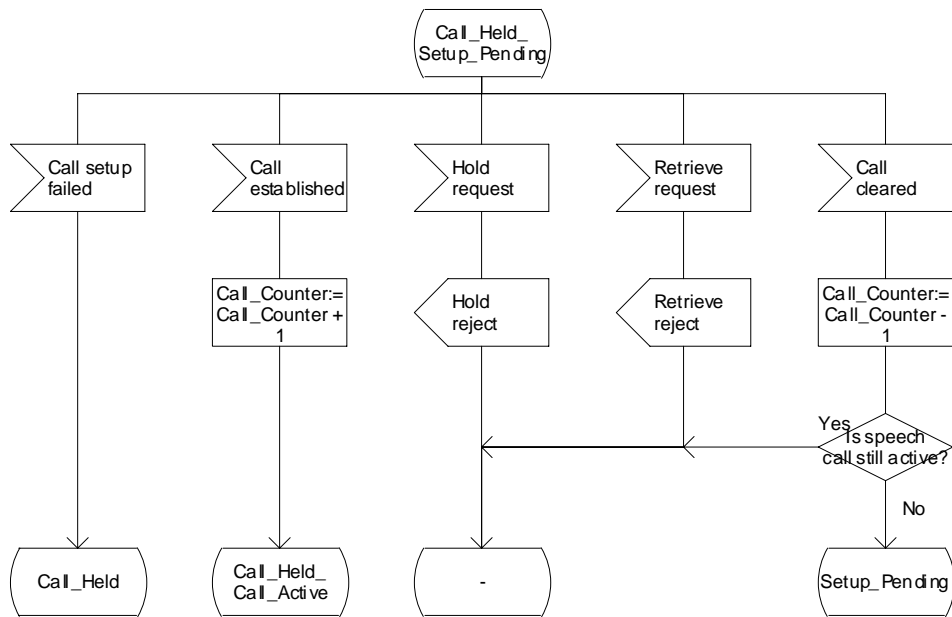 Call_Held_
Setup_Pending
Call setup
failed
Call
established
Hold
request
Retrieve
request
Call
cleared
Call_Counter:=
Call_Counter +
1
Hold
reject
Retrieve
reject
Call_Counter:=
Call_Counter -
1
Yes
Is speech
call still active?
No
Call_Held
Call_Held_
Call_Active
-
Setup_Pending